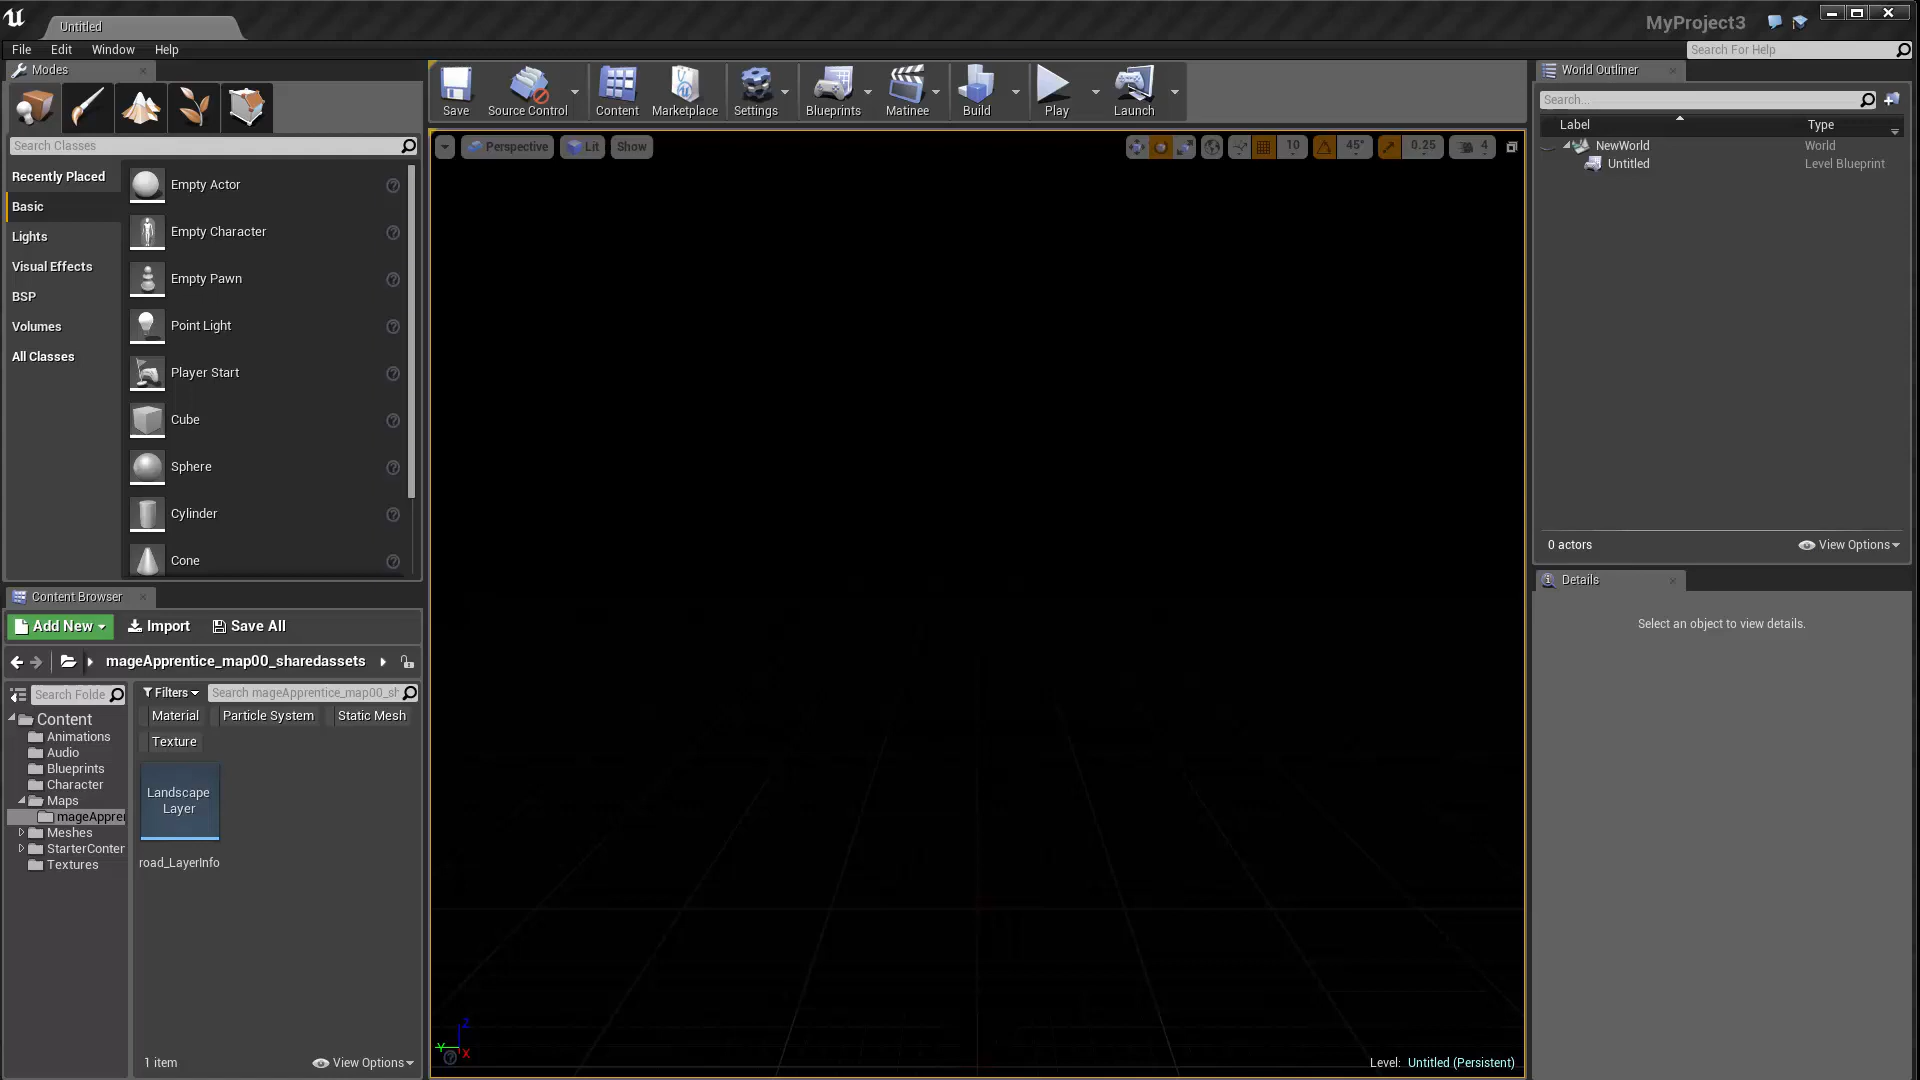 Untitled
MyProject3
File Edit Window Help
Search For Help
Modes
Search Classes
Recently Placed
Basic
Lights
Visual Effects
BSP
Volumes
All Classes
Empty Actor
Empty Character
Empty Pawn
Point Light
Player Start
Cube
Sphere
Cylinder
Cone
Save Source Control Content Marketplace Settings Blueprints Matinee Build Play Launch
Perspective Lit Show
10 45° 0.25 4
World Outliner
Search...
Label Type
NewWorld World
Untitled Level Blueprint
0 actors View Options
Details
Select an object to view details.
Content Browser
Add New Import Save All
mageApprentice_map00_sharedassets
Search Folde
Content
Animations
Audio
Blueprints
Character
Maps
mageAppren
Meshes
StarterConter
Textures
Filters Search mageApprentice_map00_sh
Material Particle System Static Mesh
Texture
Landscape
Layer
road_LayerInfo
1 item View Options
Z
Y
X
Level: Untitled (Persistent)